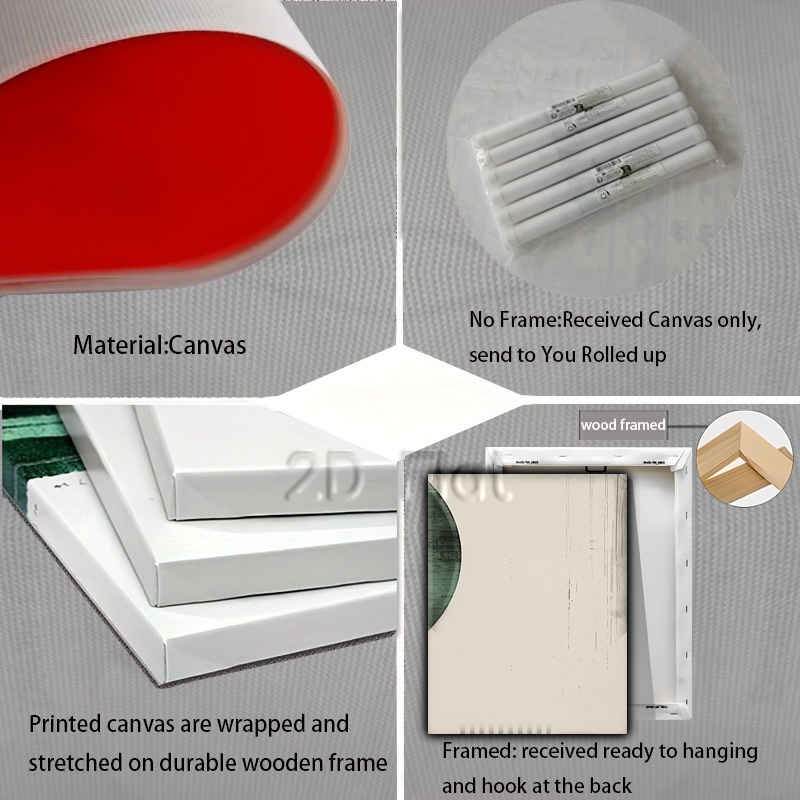 Material:Canvas
No Frame:Received Canvas only,
send to You Rolled up
wood framed
2D Flat
Printed canvas are wrapped and
stretched on durable wooden frame
Framed: received ready to hanging
and hook at the back